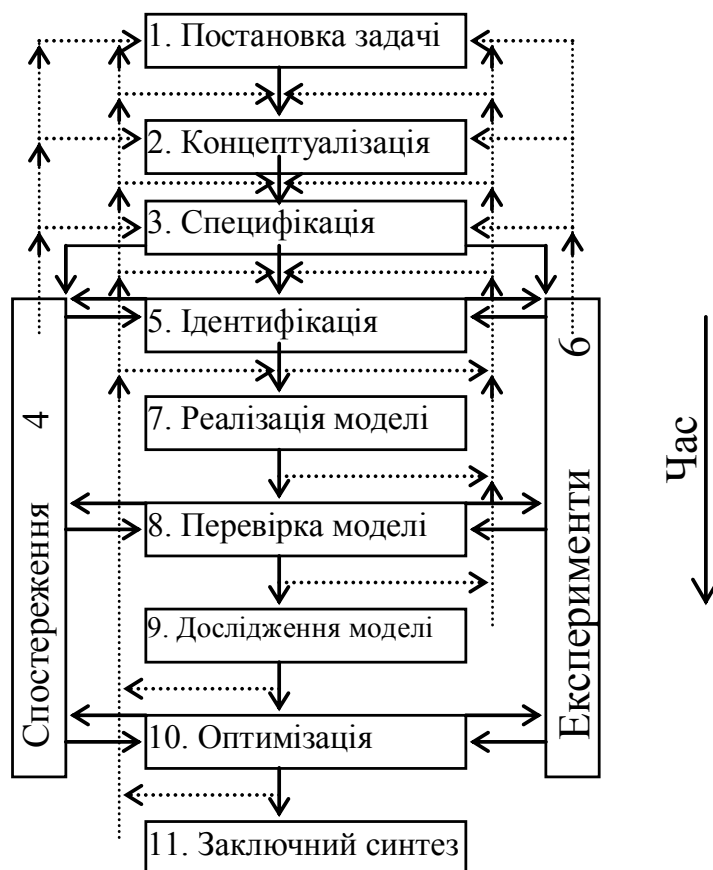 1. Постановка задачі
2. Концептуалізація
3. Специфікація
5. Ідентифікація
7. Реалізація моделі
8. Перевірка моделі
9. Дослідження моделі
10. Оптимізація
11. Заключний синтез
Спостереження 4
Експерименти 6
Час